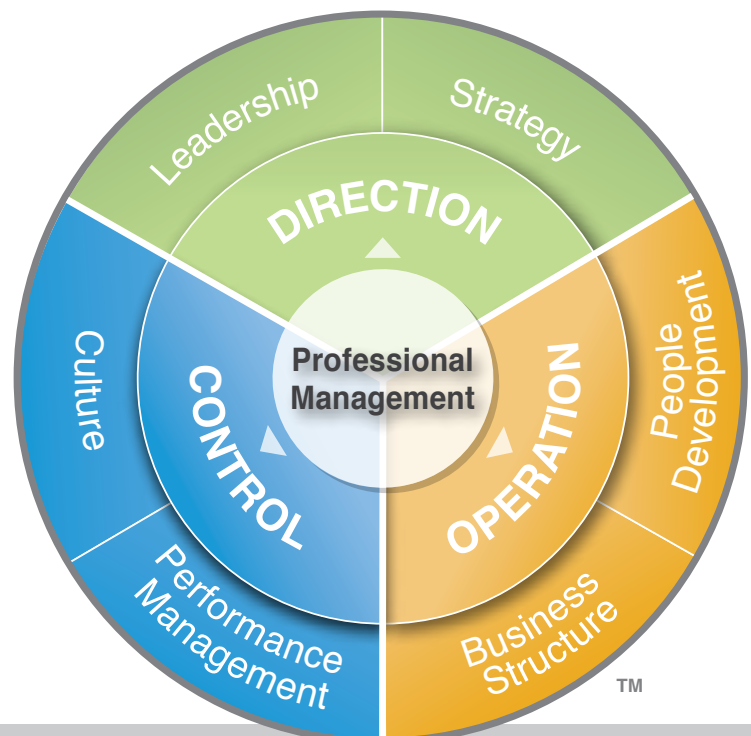 Leadership
Strategy
DIRECTION
Professional
Management
CONTROL
OPERATION
Culture
People
Development
Performance
Management
Business
Structure
TM